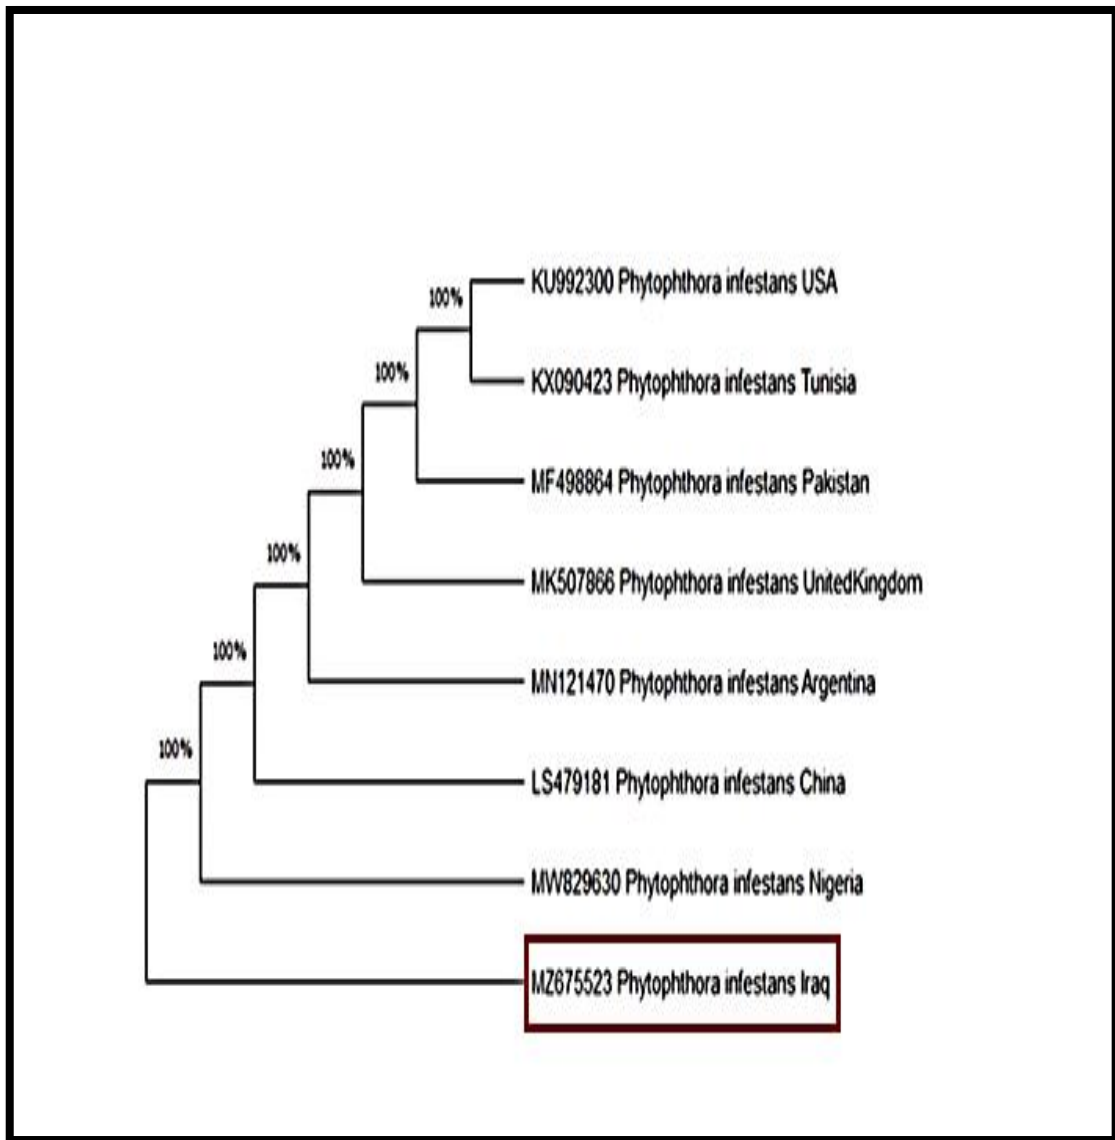 100%
KU992300 Phytophthora infestans USA
100%
KX090423 Phytophthora infestans Tunisia
100%
MF498864 Phytophthora infestans Pakistan
100%
MK507866 Phytophthora infestans UnitedKingdom
100%
MN121470 Phytophthora infestans Argentina
100%
LS479181 Phytophthora infestans China
MW829630 Phytophthora infestans Nigeria
MZ675523 Phytophthora infestans Iraq